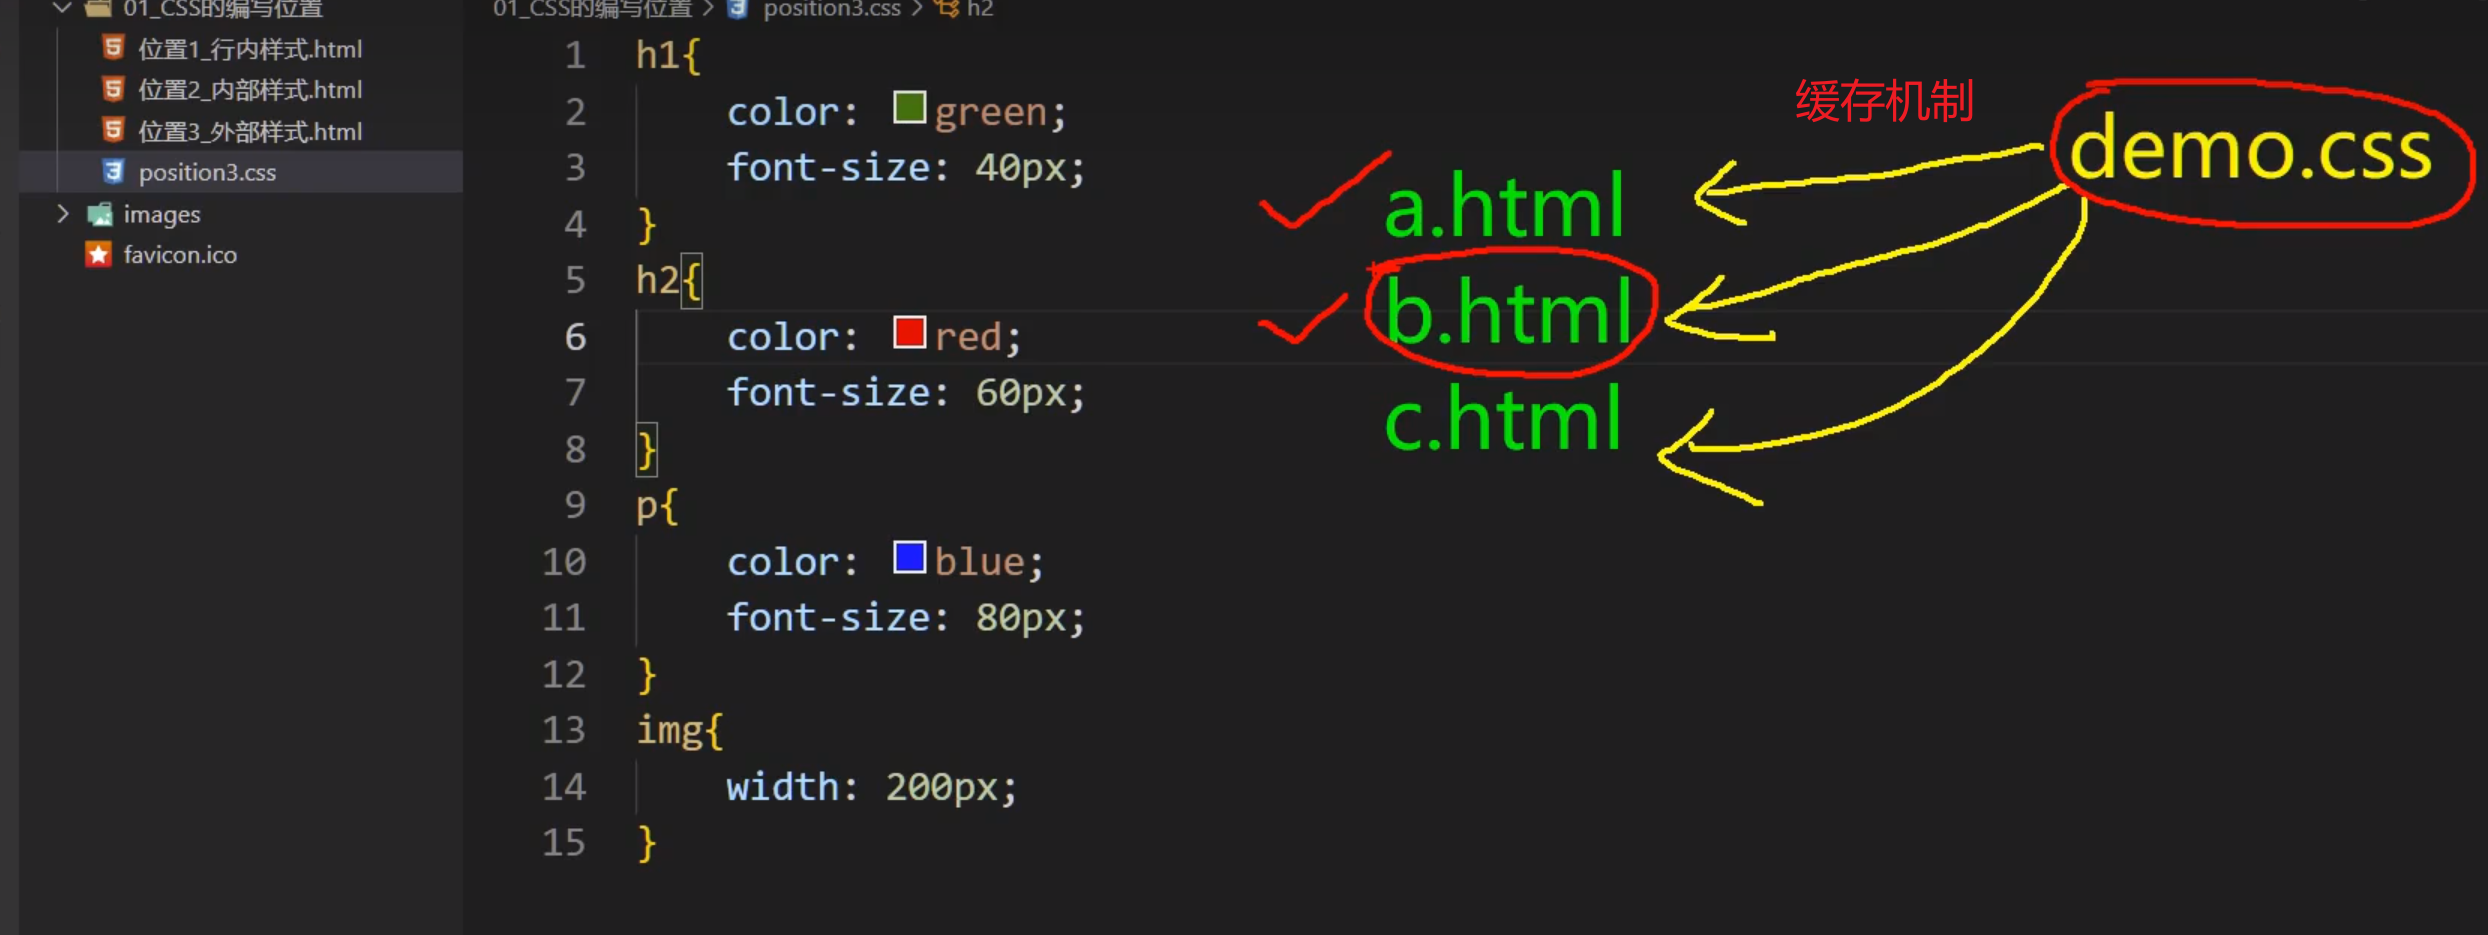 01_CSS的编写位置
位置1_行内样式.html
位置2_内部样式.html
位置3_外部样式.html
position3.css
images
favicon.ico
01_CSS的编写位置 > position3.css > h2
1 h1{
2 color: green;
3 font-size: 40px;
4 }
5 h2{
6 color: red;
7 font-size: 60px;
8 }
9 p{
10 color: blue;
11 font-size: 80px;
12 }
13 img{
14 width: 200px;
15 }
缓存机制
demo.css
a.html
b.html
c.html